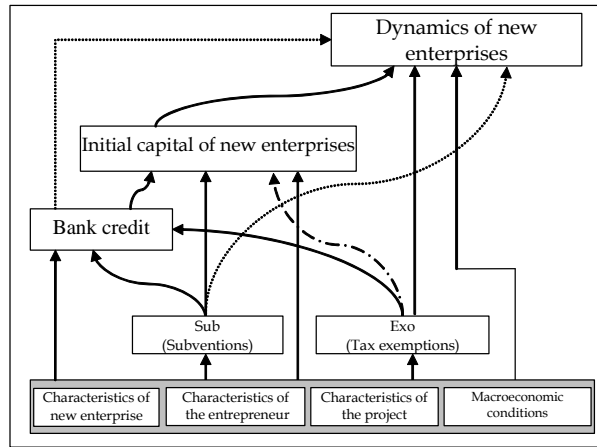 Dynamics of new
enterprises
Initial capital of new enterprises
Bank credit
Sub
(Subventions)
Exo
(Tax exemptions)
Characteristics of
new enterprise
Characteristics of
the entrepreneur
Characteristics of
the project
Macroeconomic
conditions